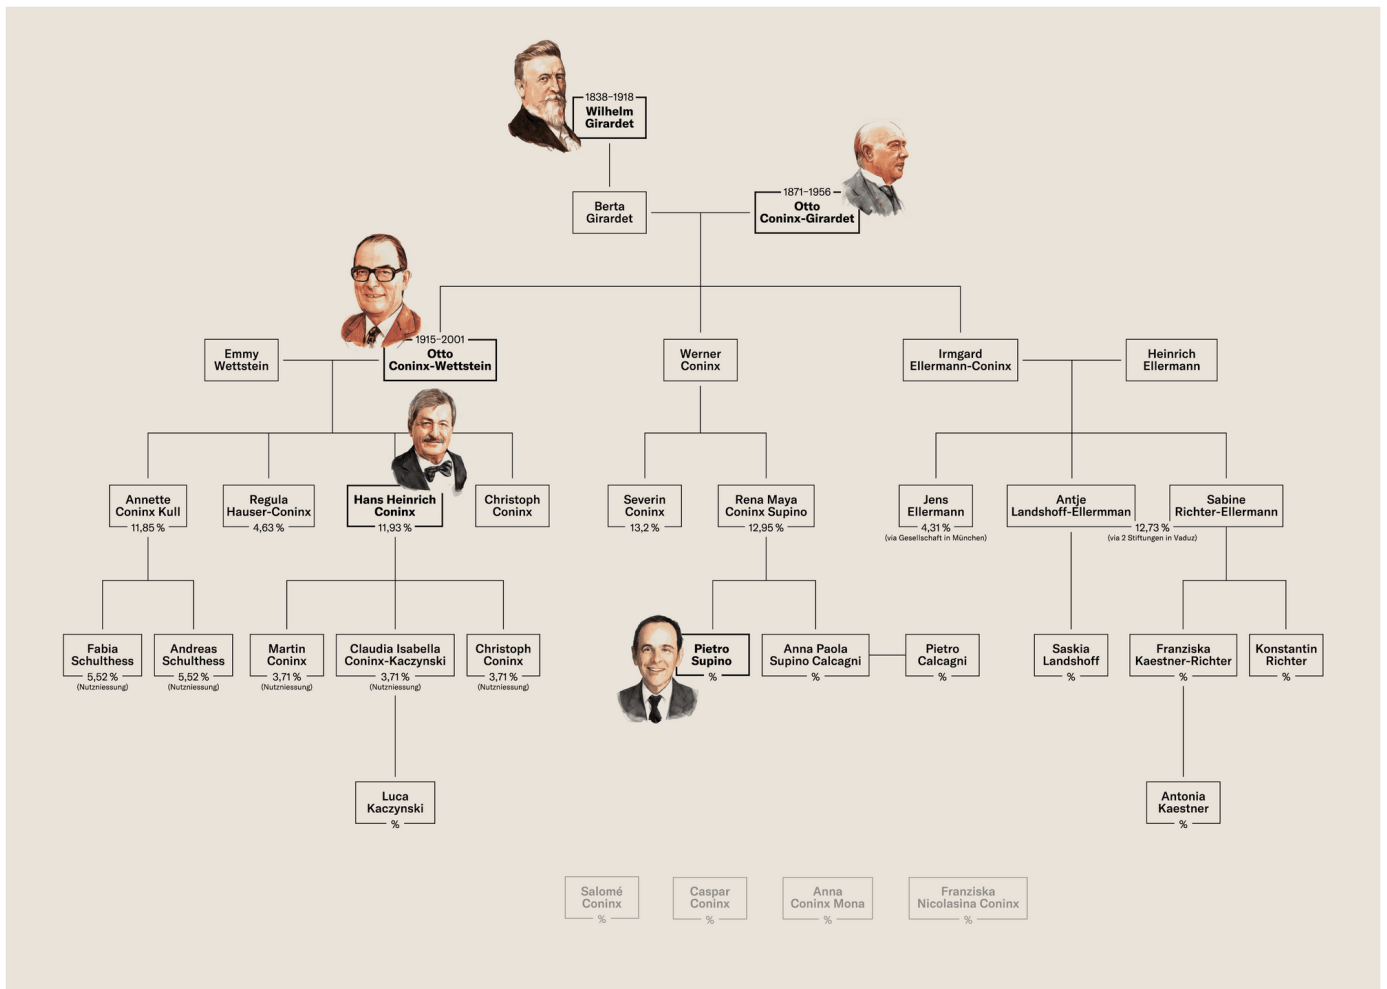 1838–1918
Wilhelm
Girardet
1871–1956
Berta
Girardet
Otto
Coninx-Girardet
1915–2001
Emmy
Wettstein
Otto
Coninx-Wettstein
Werner
Coninx
Irmgard
Ellermann-Coninx
Heinrich
Ellermann
Annette
Coninx Kull
11,85 %
Regula
Hauser-Coninx
4,63 %
Hans Heinrich
Coninx
11,93 %
Christoph
Coninx
Severin
Coninx
13,2 %
Rena Maya
Coninx Supino
12,95 %
Jens
Ellermann
4,31 %
(via Gesellschaft in München)
Antje
Landshoff-Ellermman
Sabine
Richter-Ellermann
12,73 %
(via 2 Stiftungen in Vaduz)
Fabia
Schulthess
5,52 %
(Nutzniessung)
Andreas
Schulthess
5,52 %
(Nutzniessung)
Martin
Coninx
3,71 %
(Nutzniessung)
Claudia Isabella
Coninx-Kaczynski
3,71 %
(Nutzniessung)
Christoph
Coninx
3,71 %
(Nutzniessung)
Pietro
Supino
%
Anna Paola
Supino Calcagni
%
Pietro
Calcagni
%
Saskia
Landshoff
%
Franziska
Kaestner-Richter
%
Konstantin
Richter
%
Luca
Kaczynski
%
Antonia
Kaestner
%
Salomé
Coninx
%
Caspar
Coninx
%
Anna
Coninx Mona
%
Franziska
Nicolasina Coninx
%